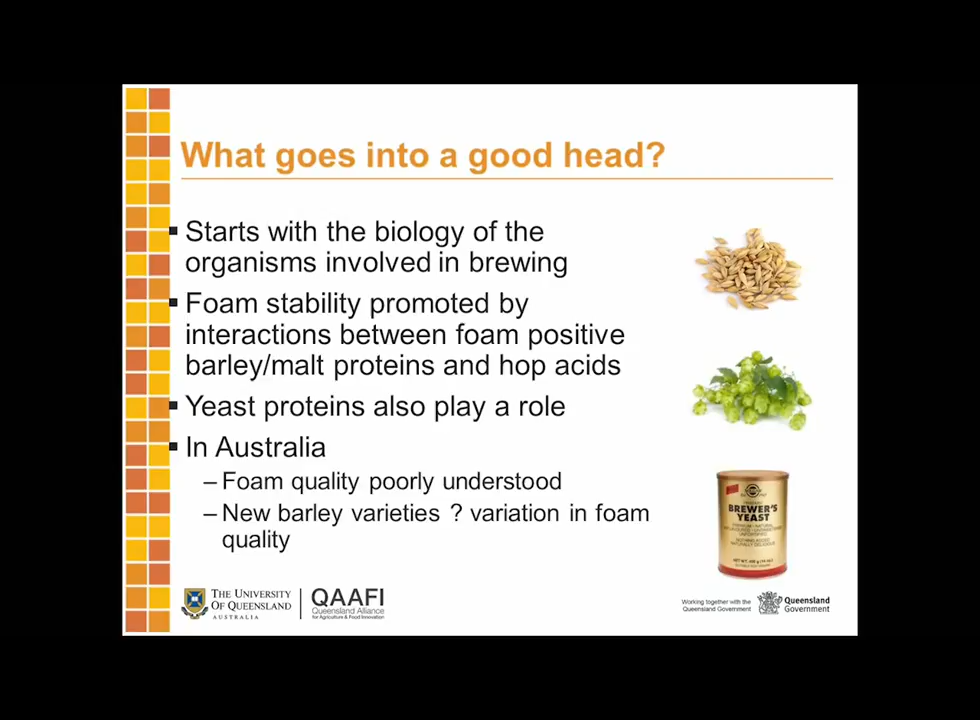 What goes into a good head?
▪ Starts with the biology of the
organisms involved in brewing
▪ Foam stability promoted by
interactions between foam positive
barley/malt proteins and hop acids
▪ Yeast proteins also play a role
▪ In Australia
– Foam quality poorly understood
– New barley varieties ? variation in foam
quality
BREWER'S
YEAST
THE UNIVERSITY
OF QUEENSLAND
AUSTRALIA
QAAFI
Queensland Alliance
for Agriculture & Food Innovation
Working together with the
Queensland Government
Queensland
Government